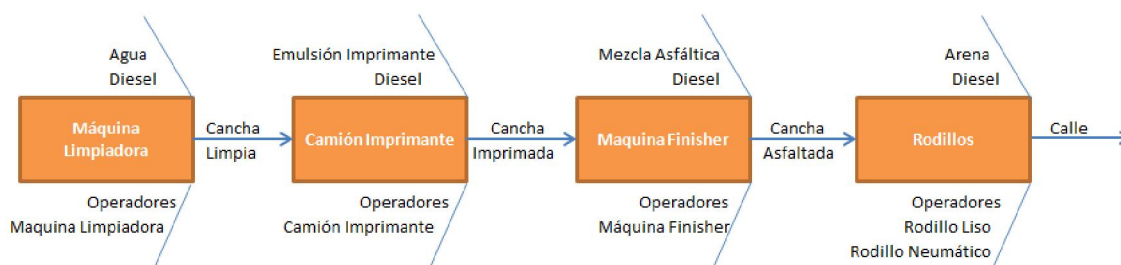 Agua
Diesel
Emulsión Imprimante
Diesel
Mezcla Asfáltica
Diesel
Arena
Diesel
Máquina
Limpiadora
Cancha
Limpia
Camión Imprimante
Cancha
Imprimada
Maquina Finisher
Cancha
Asfaltada
Rodillos
Calle
Operadores
Maquina Limpiadora
Operadores
Camión Imprimante
Operadores
Máquina Finisher
Operadores
Rodillo Liso
Rodillo Neumático